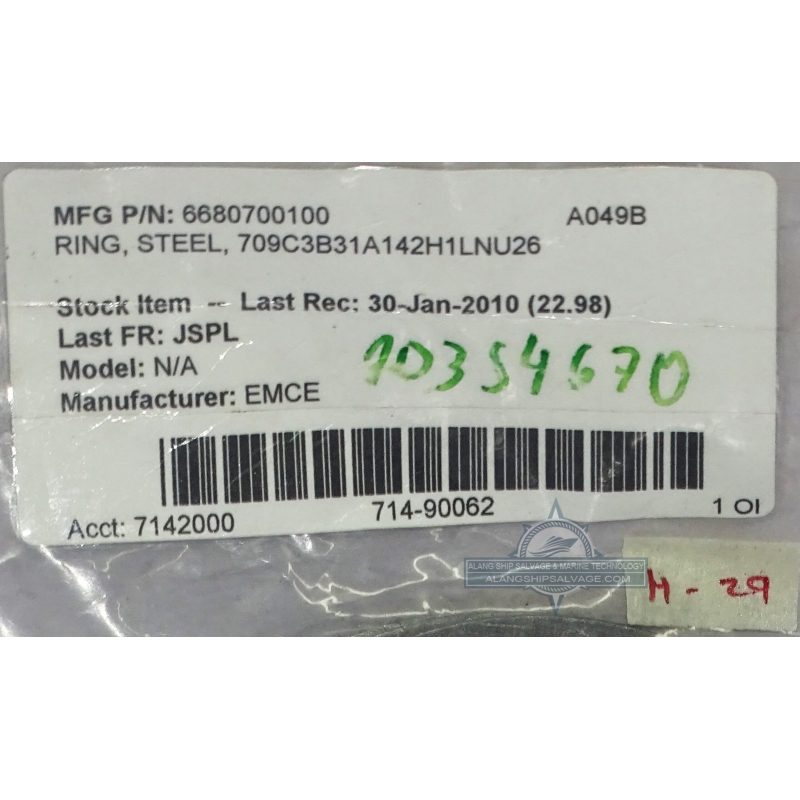 MFG P/N: 6680700100 A049B
RING, STEEL, 709C3B31A142H1LNU26
Stock Item -- Last Rec: 30-Jan-2010 (22.98)
Last FR: JSPL
Model: N/A
10354670
Manufacturer: EMCE
714-90062
Acct: 7142000
1 OI
ALANG SHIP SALVAGE & MARINE TECHNOLOGY
ALANGSHIPSALVAGE.COM
H - 29